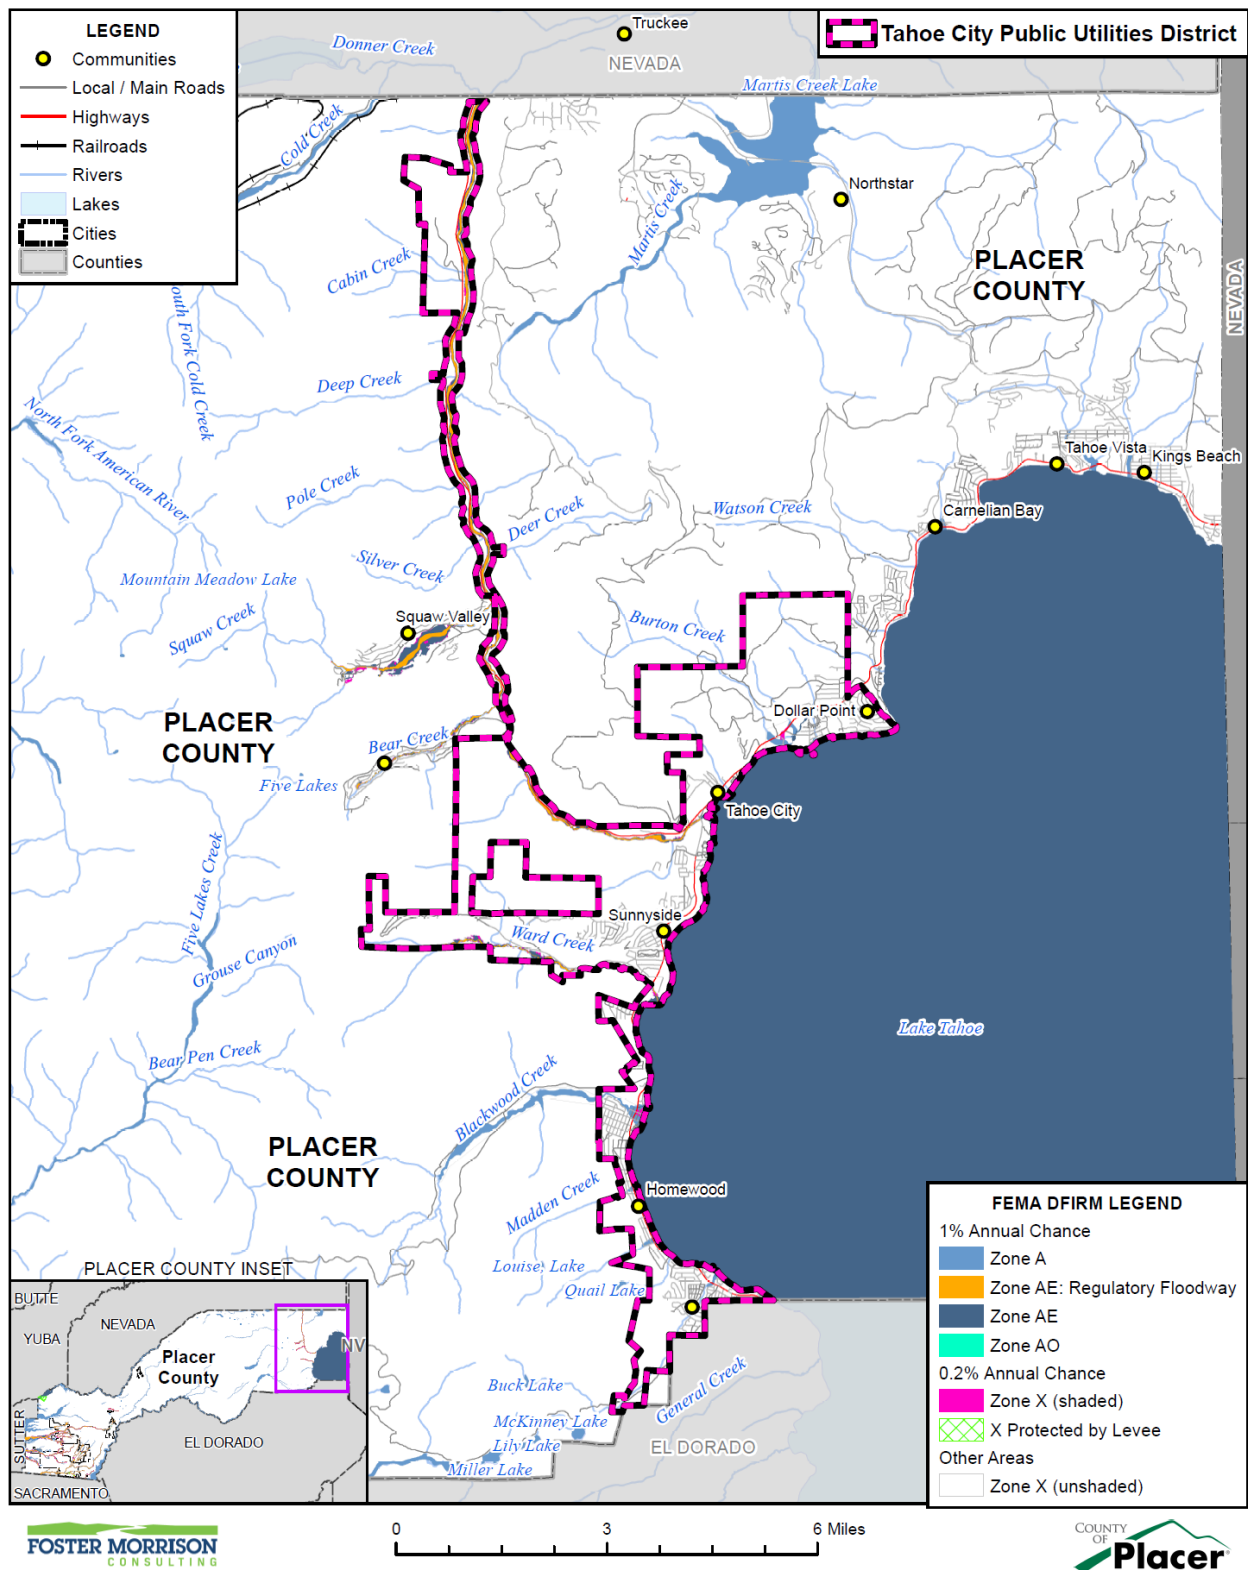 LEGEND
Communities
Local / Main Roads
Highways
Railroads
Rivers
Lakes
Cities
Counties
Tahoe City Public Utilities District
Truckee
Donner Creek
NEVADA
Martis Creek Lake
Cold Creek
Northstar
Martis Creek
PLACER
COUNTY
NEVADA
Cabin Creek
outh Fork Cold Creek
Deep Creek
North Fork American River
Tahoe Vista
Kings Beach
Pole Creek
Deer Creek
Watson Creek
Carnelian Bay
Silver Creek
Mountain Meadow Lake
Squaw Creek
Squaw Valley
Burton Creek
PLACER
COUNTY
Dollar Point
Bear Creek
Five Lakes
Tahoe City
Five Lakes Creek
Sunnyside
Ward Creek
Grouse Canyon
Lake Tahoe
Bear Pen Creek
Blackwood Creek
PLACER
COUNTY
Madden Creek
Homewood
Louise, Lake
Quail Lake
Buck Lake
General Creek
McKinney Lake
Lily Lake
Miller Lake
EL DORADO
PLACER COUNTY INSET
BUTTE
YUBA
NEVADA
NV
Placer
County
SUTTER
EL DORADO
SACRAMENTO
FEMA DFIRM LEGEND
1% Annual Chance
Zone A
Zone AE: Regulatory Floodway
Zone AE
Zone AO
0.2% Annual Chance
Zone X (shaded)
X Protected by Levee
Other Areas
Zone X (unshaded)
FOSTER MORRISON
CONSULTING
0 3 6 Miles
COUNTY
OF
Placer